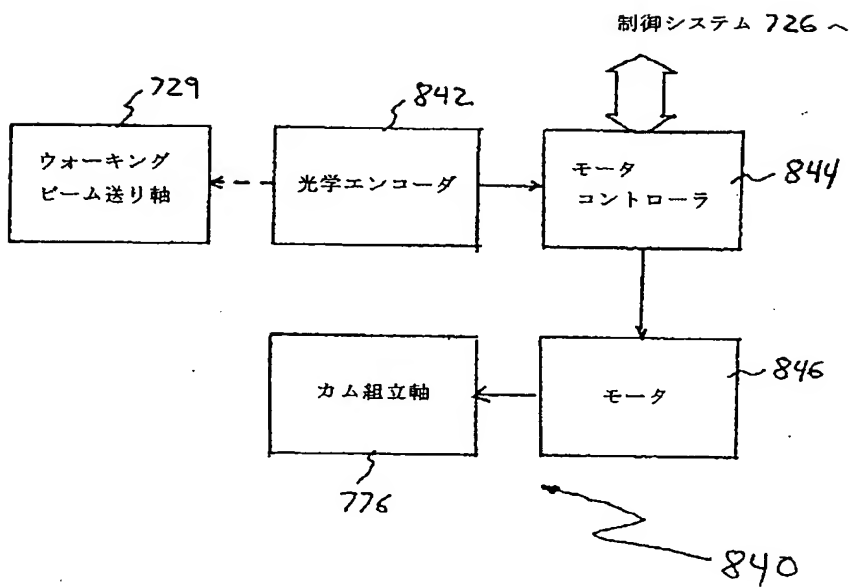 制御システム 726 へ
729
842
ウォーキング
ビーム送り軸
光学エンコーダ
モータ
コントローラ
844
カム組立軸
モータ
846
776
840